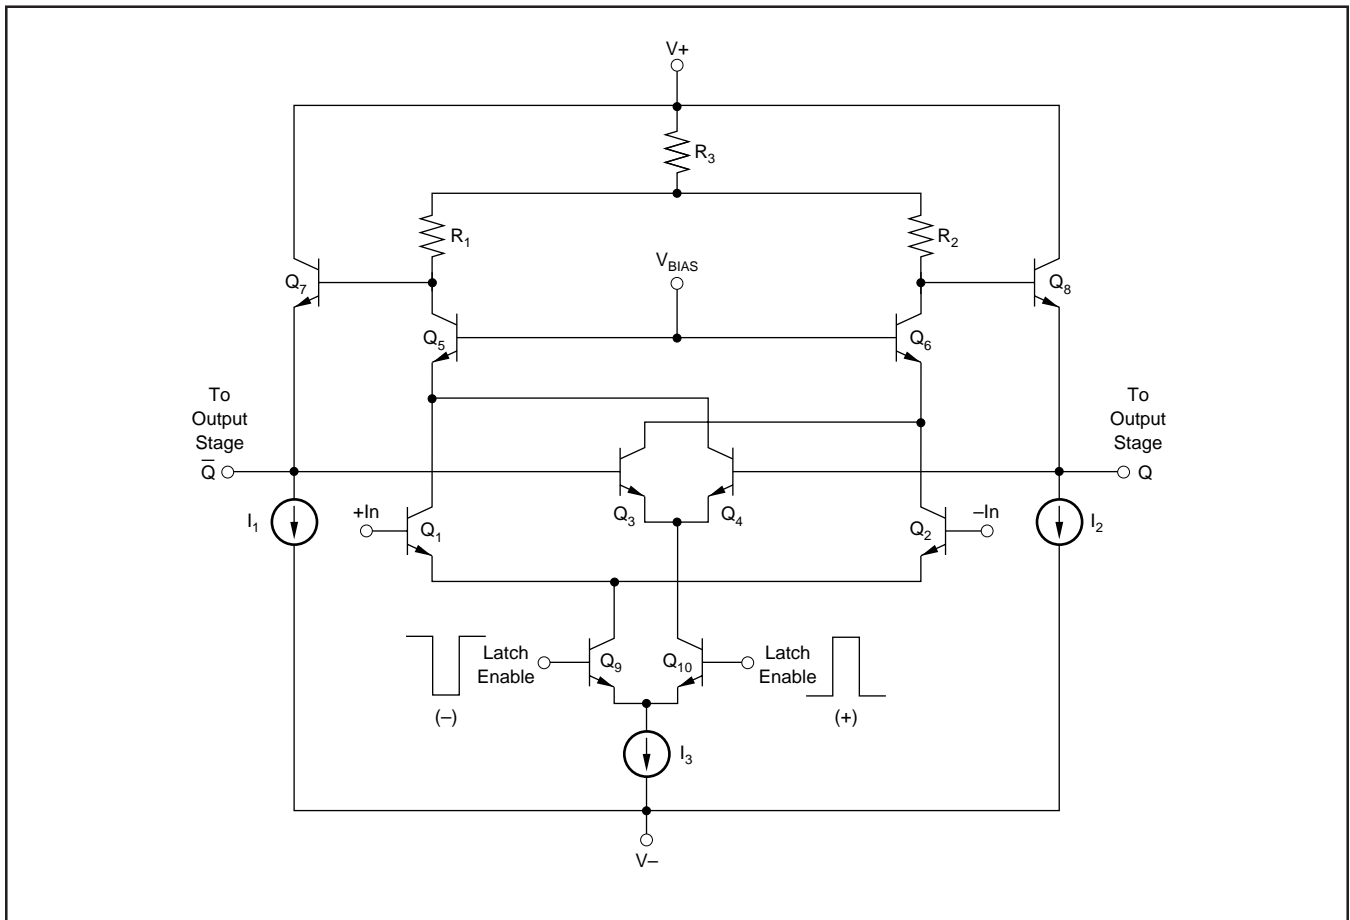 V+
R3
R1
R2
VBIAS
Q7
Q8
Q5
Q6
To
Output
Stage
To
Output
Stage
Q̅
Q
I1
+In
Q1
Q3
Q4
Q2
–In
I2
Latch
Enable
Q9
Q10
Latch
Enable
(–)
(+)
I3
V–